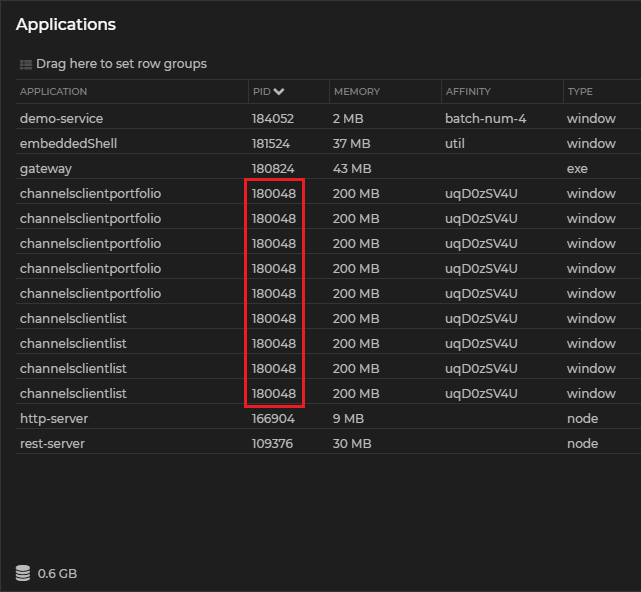 Applications
Drag here to set row groups
APPLICATION PID MEMORY AFFINITY TYPE
demo-service 184052 2 MB batch-num-4 window
embeddedShell 181524 37 MB util window
gateway 180824 43 MB exe
channelsclientportfolio 180048 200 MB uqD0zSV4U window
channelsclientportfolio 180048 200 MB uqD0zSV4U window
channelsclientportfolio 180048 200 MB uqD0zSV4U window
channelsclientportfolio 180048 200 MB uqD0zSV4U window
channelsclientportfolio 180048 200 MB uqD0zSV4U window
channelsclientlist 180048 200 MB uqD0zSV4U window
channelsclientlist 180048 200 MB uqD0zSV4U window
channelsclientlist 180048 200 MB uqD0zSV4U window
channelsclientlist 180048 200 MB uqD0zSV4U window
http-server 166904 9 MB node
rest-server 109376 30 MB node
0.6 GB